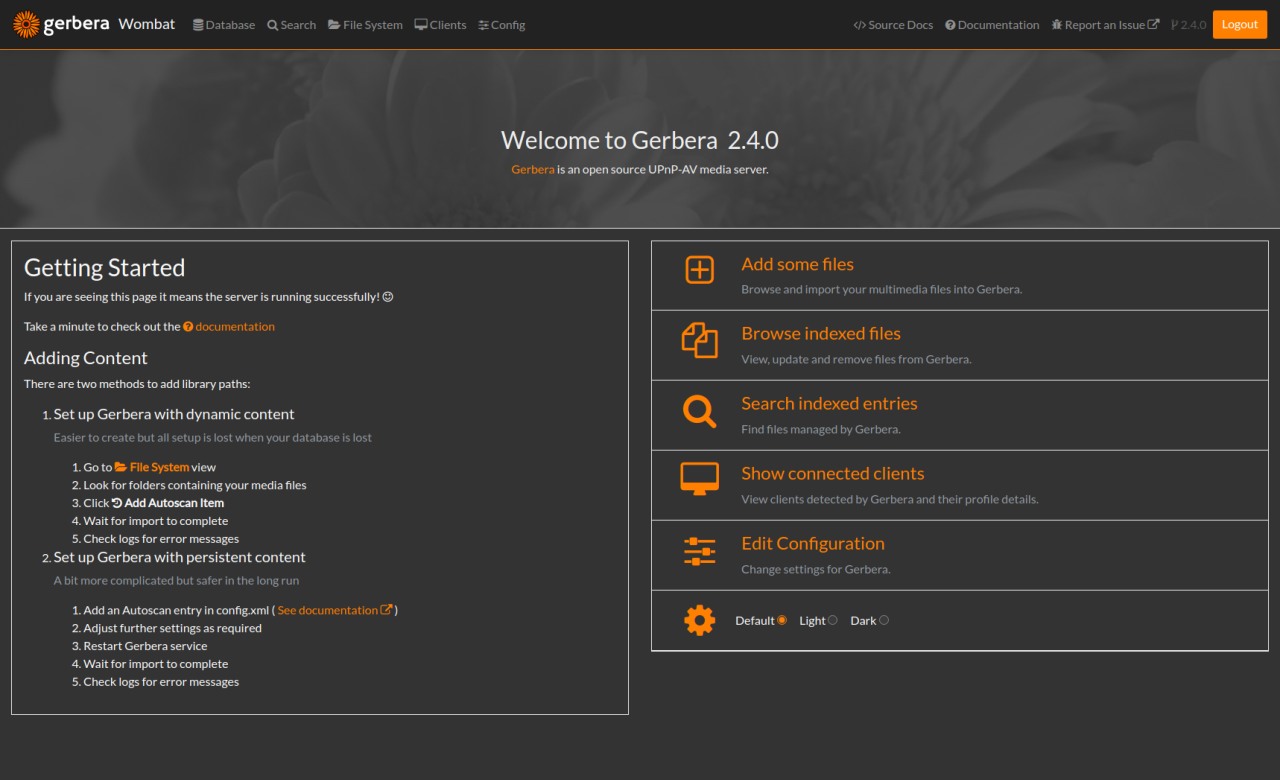 gerbera Wombat Database Search File System Clients Config Source Docs Documentation Report an Issue 2.4.0 Logout
Welcome to Gerbera 2.4.0
Gerbera is an open source UPnP-AV media server.
Getting Started
If you are seeing this page it means the server is running successfully!
Take a minute to check out the documentation
Adding Content
There are two methods to add library paths:
1. Set up Gerbera with dynamic content
Easier to create but all setup is lost when your database is lost
1. Go to File System view
2. Look for folders containing your media files
3. Click Add Autoscan Item
4. Wait for import to complete
5. Check logs for error messages
2. Set up Gerbera with persistent content
A bit more complicated but safer in the long run
1. Add an Autoscan entry in config.xml ( See documentation )
2. Adjust further settings as required
3. Restart Gerbera service
4. Wait for import to complete
5. Check logs for error messages
Add some files
Browse and import your multimedia files into Gerbera.
Browse indexed files
View, update and remove files from Gerbera.
Search indexed entries
Find files managed by Gerbera.
Show connected clients
View clients detected by Gerbera and their profile details.
Edit Configuration
Change settings for Gerbera.
Default Light Dark